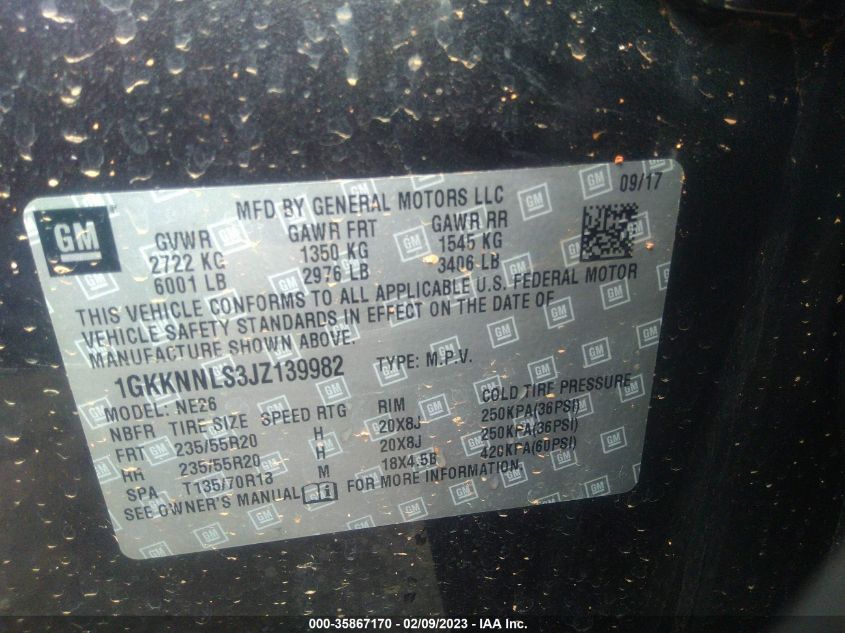 GM
MFD BY GENERAL MOTORS LLC
09/17
GVWR GAWR FRT GAWR RR
2722 KG 1350 KG 1545 KG
6001 LB 2976 LB 3406 LB
THIS VEHICLE CONFORMS TO ALL APPLICABLE U.S. FEDERAL MOTOR
VEHICLE SAFETY STANDARDS IN EFFECT ON THE DATE OF
MANUFACTURE SHOWN ABOVE.
1GKKNNLS3JZ139982 TYPE: M.P.V.
MODEL: NE26
NBFR TIRE SIZE SPEED RTG RIM COLD TIRE PRESSURE
FRT 235/55R20 H 20X8J 250KPA(36PSI)
RR 235/55R20 H 20X8J 250KPA(36PSI)
SPA T135/70R13 M 18X4.5B 420KPA(60PSI)
SEE OWNER'S MANUAL FOR MORE INFORMATION.
000-35867170 - 02/09/2023 - IAA Inc.